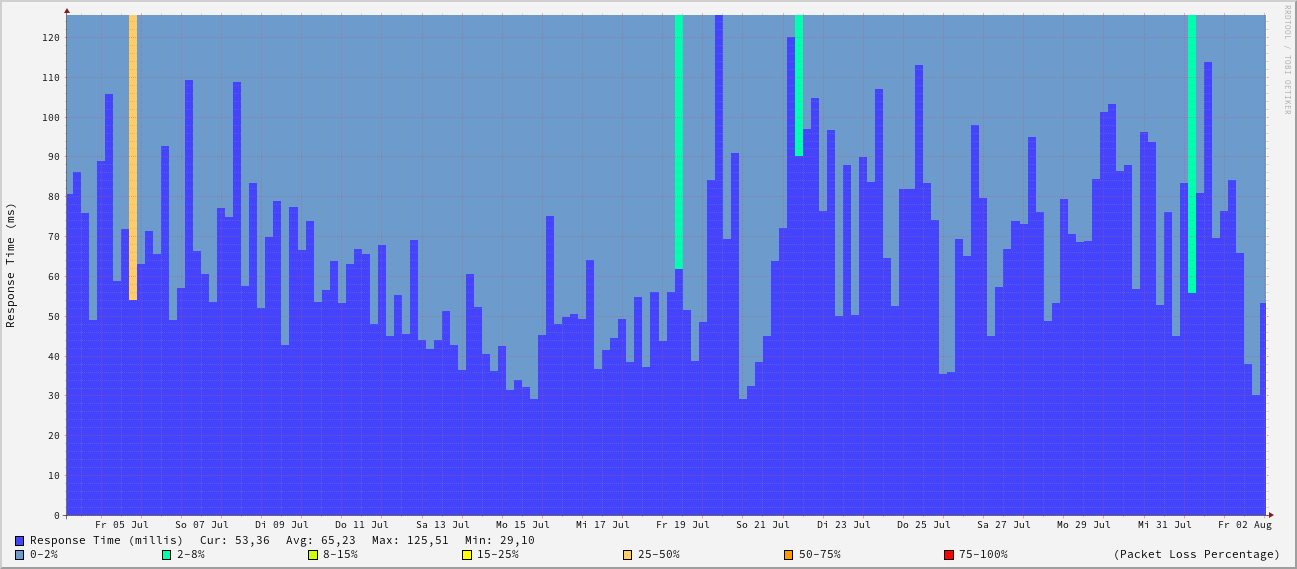 RRDTOOL / TOBI OETIKER
Response Time (ms)
120
110
100
90
80
70
60
50
40
30
20
10
0
Fr 05 Jul So 07 Jul Di 09 Jul Do 11 Jul Sa 13 Jul Mo 15 Jul Mi 17 Jul Fr 19 Jul So 21 Jul Di 23 Jul Do 25 Jul Sa 27 Jul Mo 29 Jul Mi 31 Jul Fr 02 Aug
Response Time (millis) Cur: 53,36 Avg: 65,23 Max: 125,51 Min: 29,10
0-2% 2-8% 8-15% 15-25% 25-50% 50-75% 75-100% (Packet Loss Percentage)